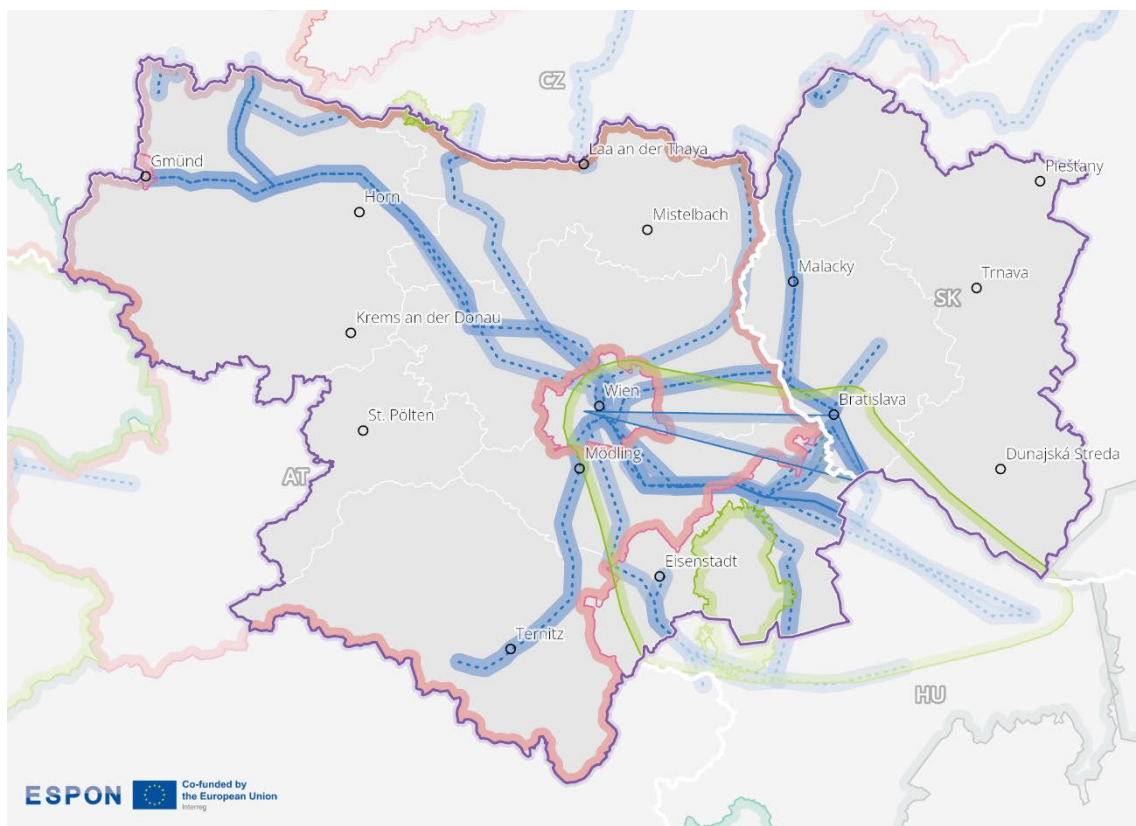 CZ
Gmünd
Laa an der Thaya
Piešťany
Horn
Mistelbach
Malacky
Trnava
SK
Krems an der Donau
Wien
Bratislava
St. Pölten
Mödling
Dunajská Streda
AT
Eisenstadt
Ternitz
HU
ESPON
Co-funded by
the European Union
Interreg